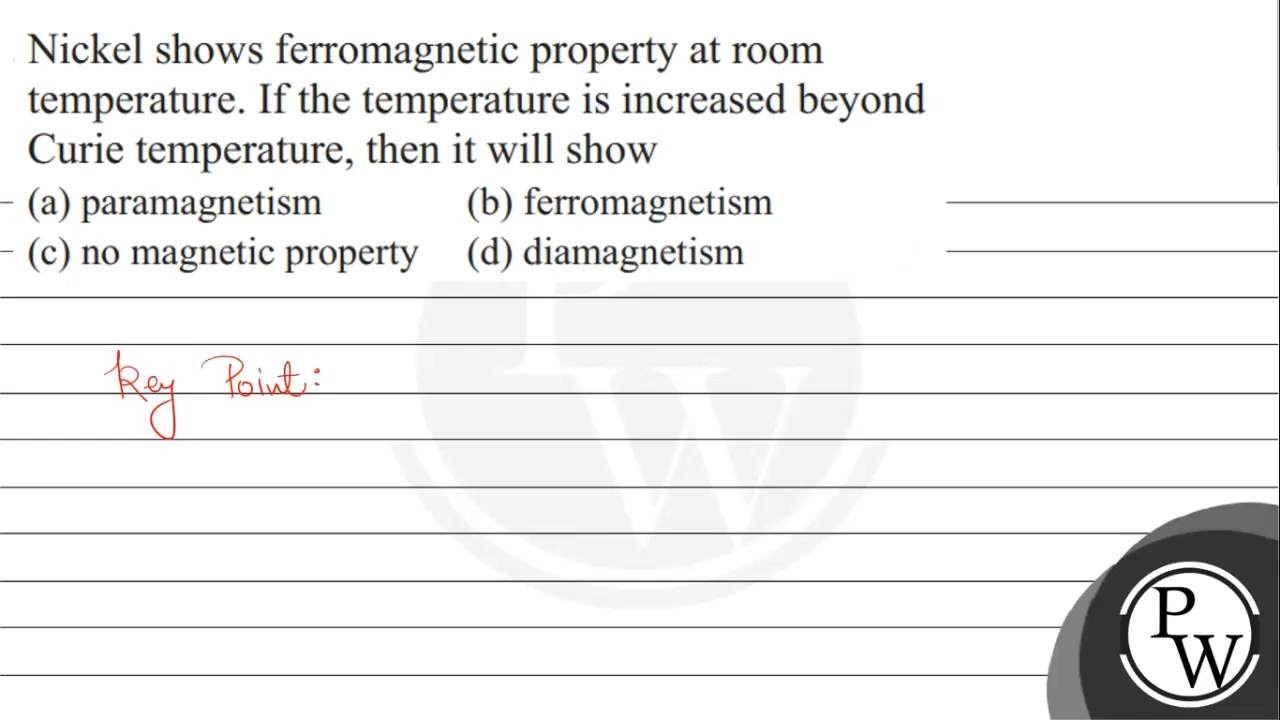 Nickel shows ferromagnetic property at room
temperature. If the temperature is increased beyond
Curie temperature, then it will show
(a) paramagnetism (b) ferromagnetism
(c) no magnetic property (d) diamagnetism
Key Point:
W
P
W